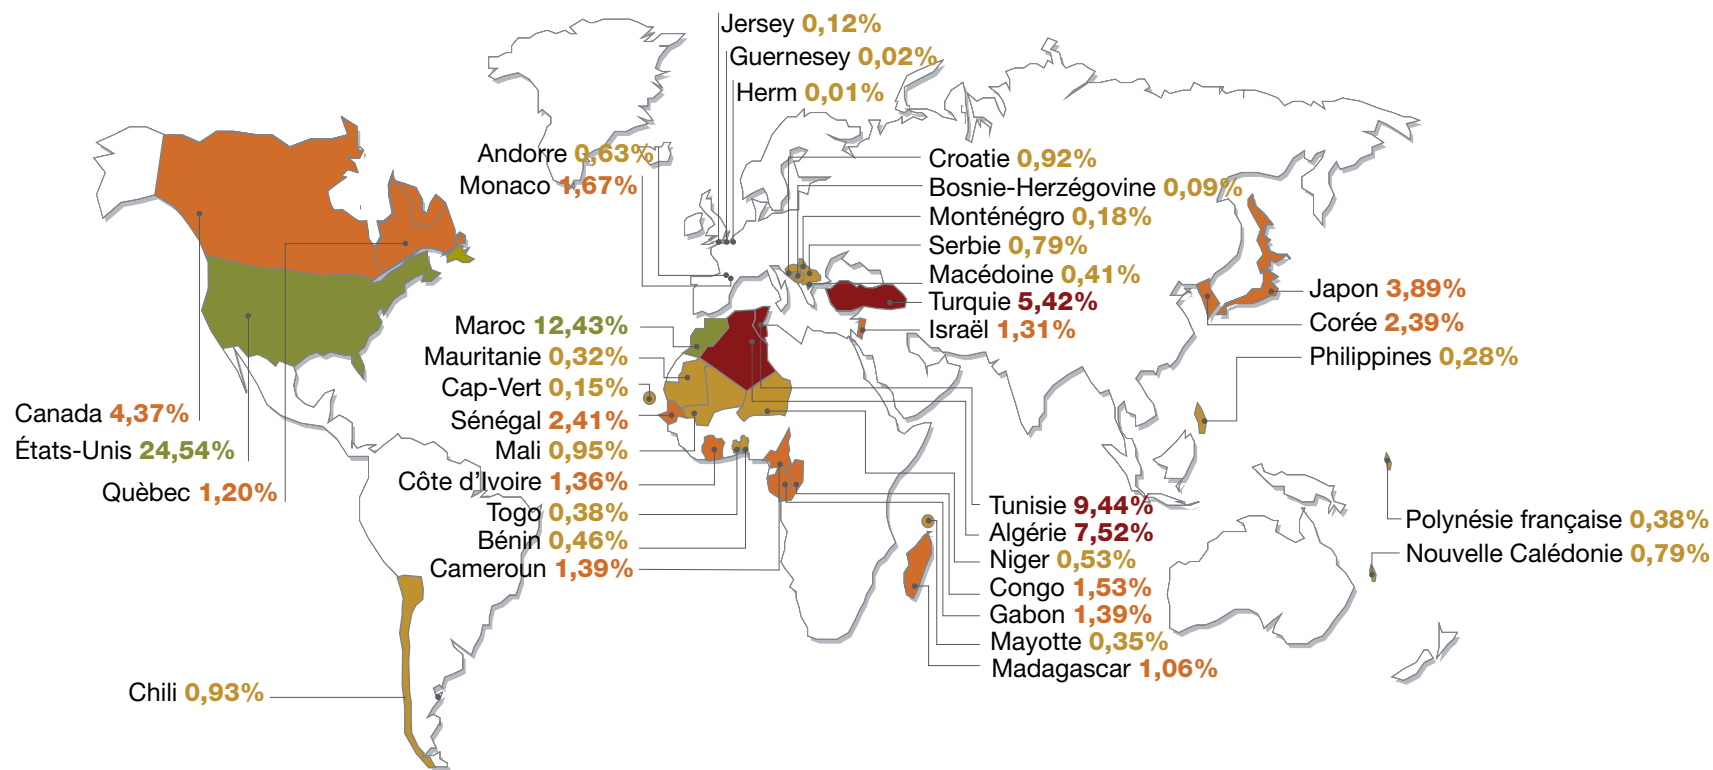 Jersey 0,12%
Guernesey 0,02%
Herm 0,01%
Andorre 0,63%
Monaco 1,67%
Croatie 0,92%
Bosnie-Herzégovine 0,09%
Monténégro 0,18%
Serbie 0,79%
Macédoine 0,41%
Turquie 5,42%
Israël 1,31%
Japon 3,89%
Corée 2,39%
Philippines 0,28%
Maroc 12,43%
Mauritanie 0,32%
Cap-Vert 0,15%
Sénégal 2,41%
Mali 0,95%
Côte d'Ivoire 1,36%
Togo 0,38%
Bénin 0,46%
Cameroun 1,39%
Canada 4,37%
États-Unis 24,54%
Quèbec 1,20%
Tunisie 9,44%
Algérie 7,52%
Niger 0,53%
Congo 1,53%
Gabon 1,39%
Mayotte 0,35%
Madagascar 1,06%
Polynésie française 0,38%
Nouvelle Calédonie 0,79%
Chili 0,93%